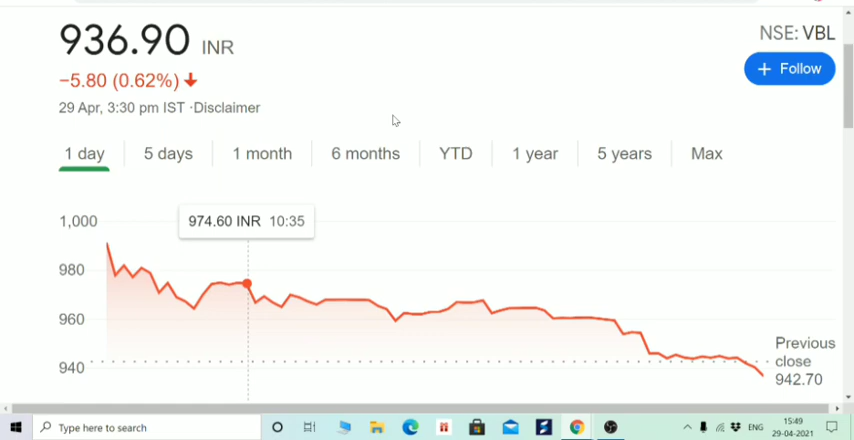 936.90 INR
NSE: VBL
−5.80 (0.62%)
+ Follow
29 Apr, 3:30 pm IST ·Disclaimer
1 day 5 days 1 month 6 months YTD 1 year 5 years Max
1,000
974.60 INR 10:35
980
960
940
Previous
close
942.70
Type here to search
ENG
15:49
29-04-2021